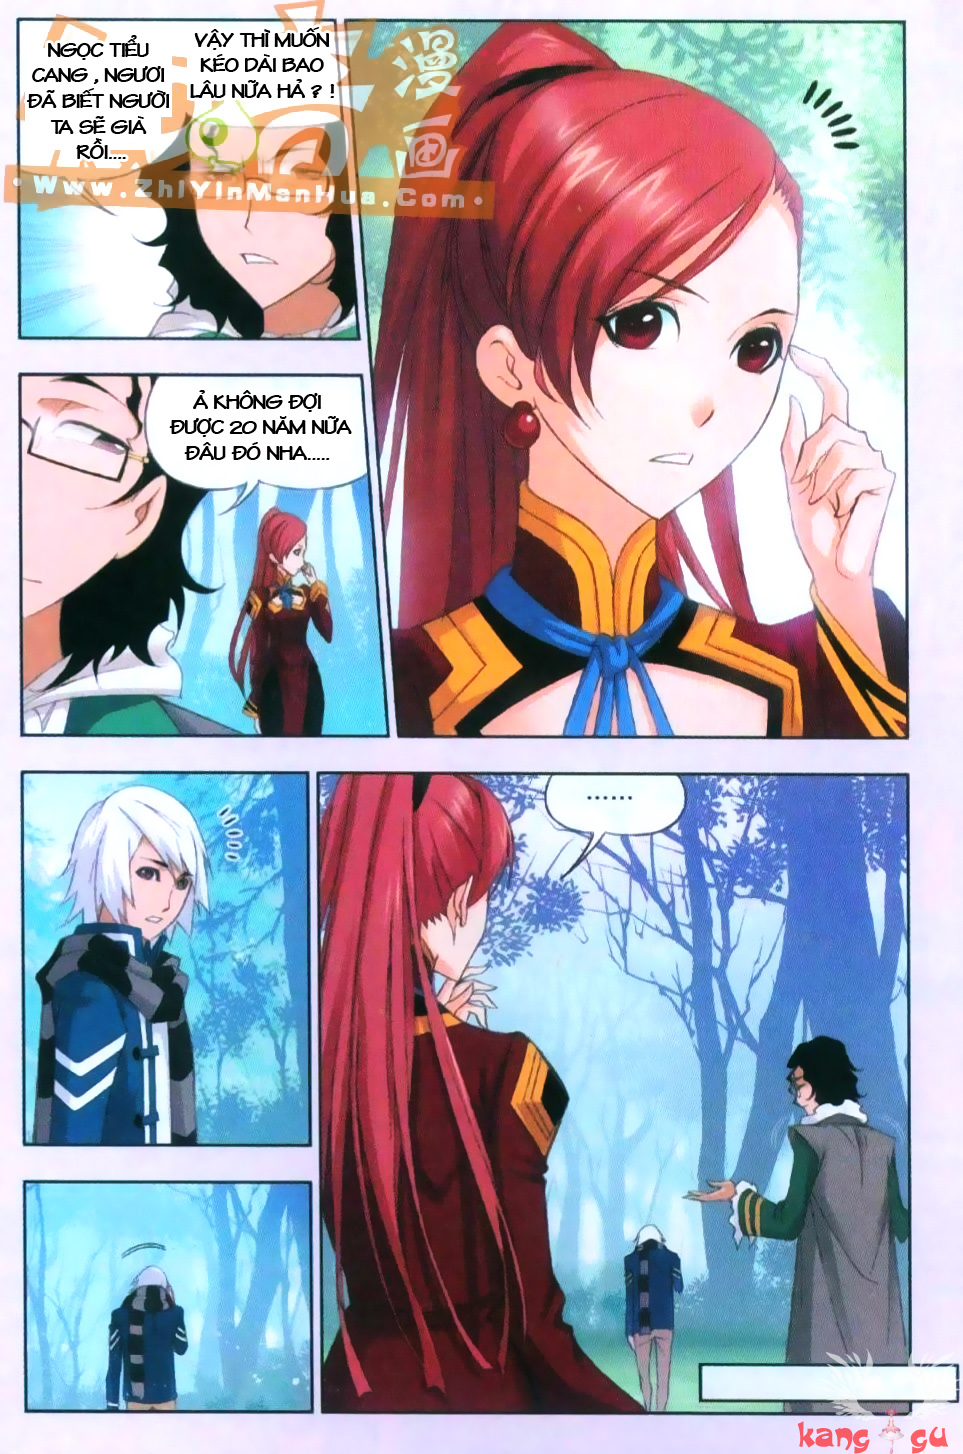 NGỌC TIỂU
CANG , NGƯƠI
ĐÃ BIẾT NGƯỜI
TA SẼ GIÀ
RỒI....
VẬY THÌ MUỐN
KÉO DÀI BAO
LÂU NỮA HẢ ? !
漫
画
www.ZhiYinManHua.Com
Ả KHÔNG ĐỢI
ĐƯỢC 20 NĂM NỮA
ĐÂU ĐÓ NHA.....
......
kang gu